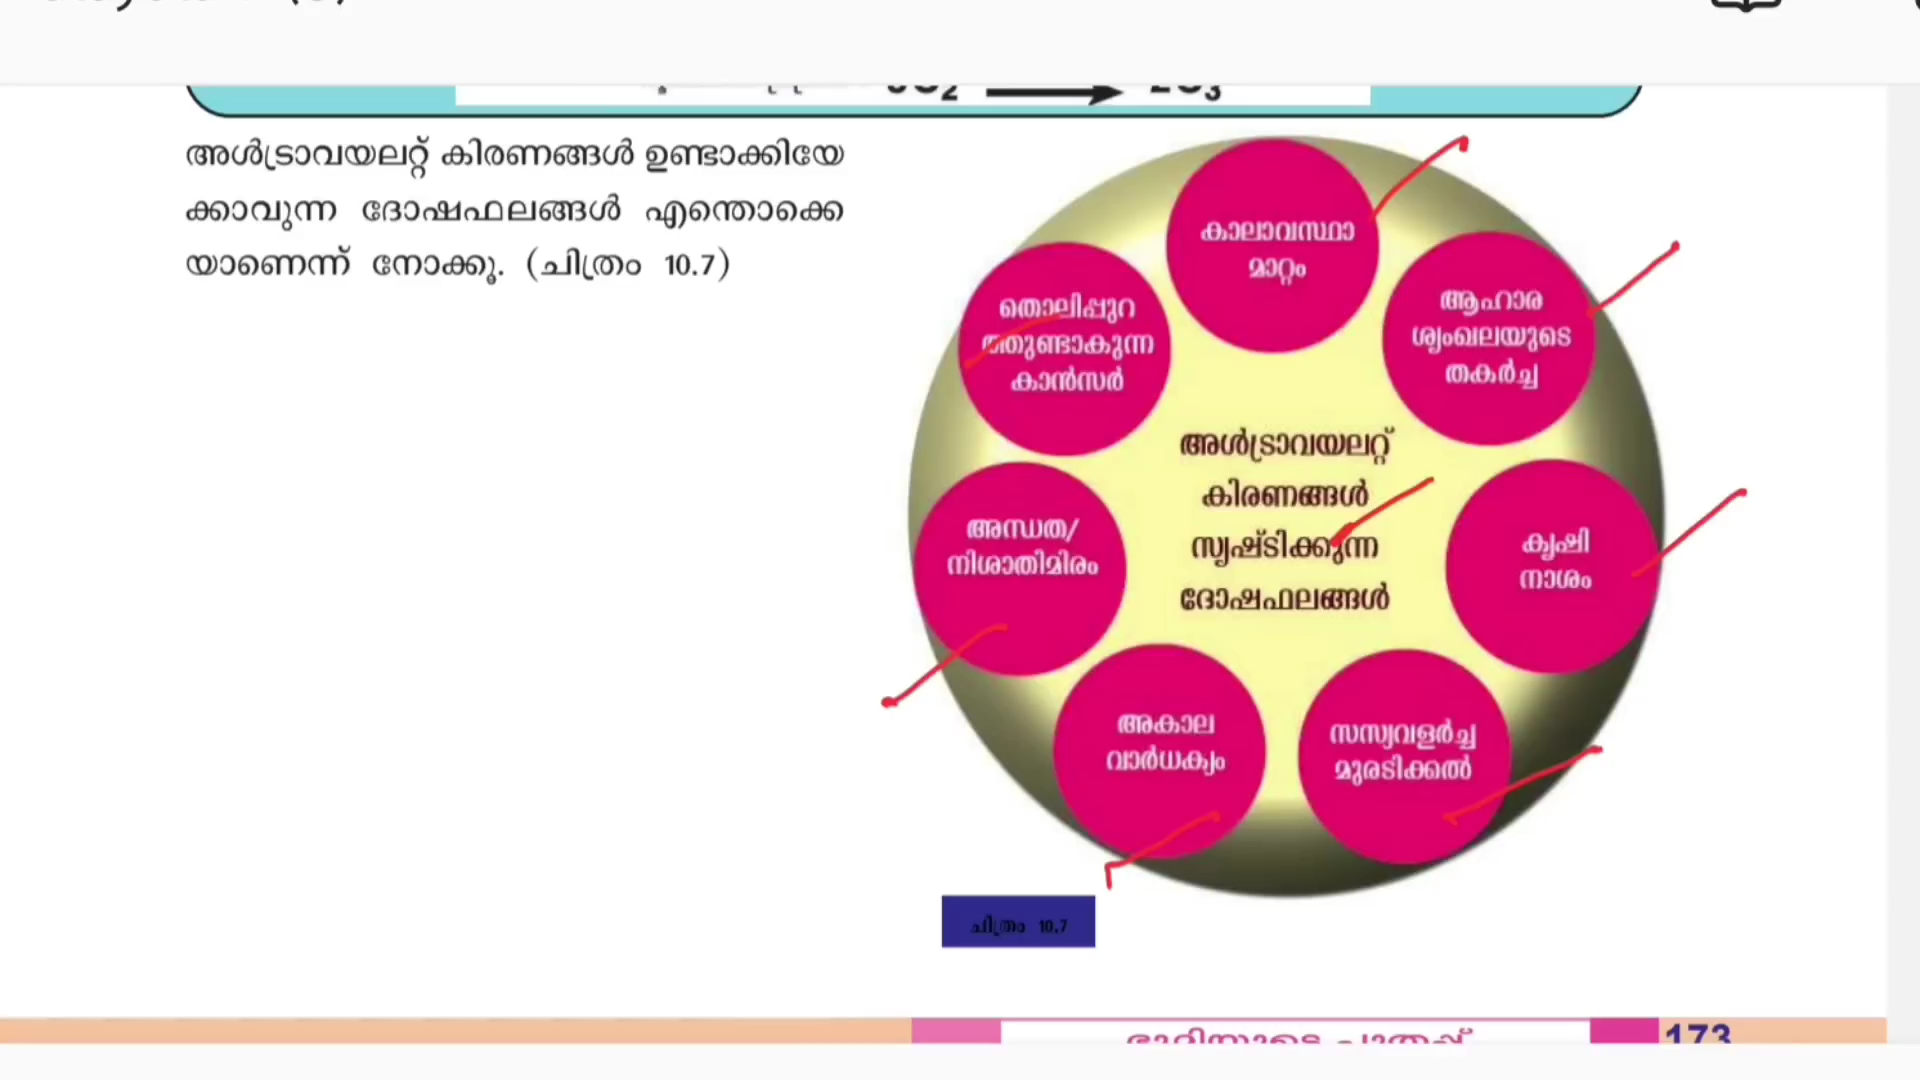 അൾട്രാവയലറ്റ് കിരണങ്ങൾ ഉണ്ടാക്കിയേ
ക്കാവുന്ന ദോഷഫലങ്ങൾ എന്തൊക്കെ
യാണെന്ന് നോക്കൂ. (ചിത്രം 10.7)
കാലാവസ്ഥാ
മാറ്റം
ആഹാര
ശൃംഖലയുടെ
തകർച്ച
കൃഷി
നാശം
സസ്യവളർച്ച
മുരടിക്കൽ
അകാല
വാർധക്യം
അന്ധത/
നിശാതിമിരം
തൊലിപ്പുറ
ത്തുണ്ടാകുന്ന
കാൻസർ
അൾട്രാവയലറ്റ്
കിരണങ്ങൾ
സൃഷ്ടിക്കുന്ന
ദോഷഫലങ്ങൾ
ചിത്രം 10.7
173